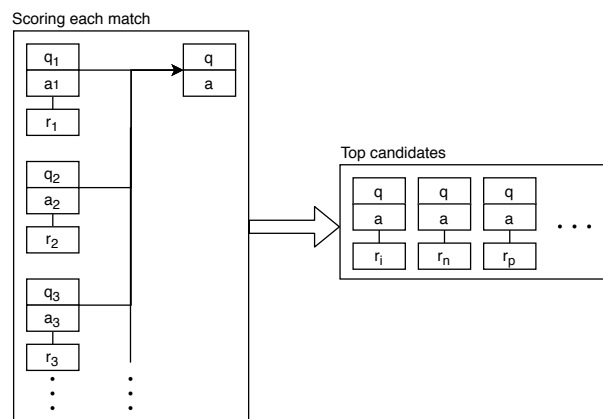 Scoring each match
q1
a1
r1
q2
a2
r2
q3
a3
r3
q
a
Top candidates
q q q
a a a
ri rn rp